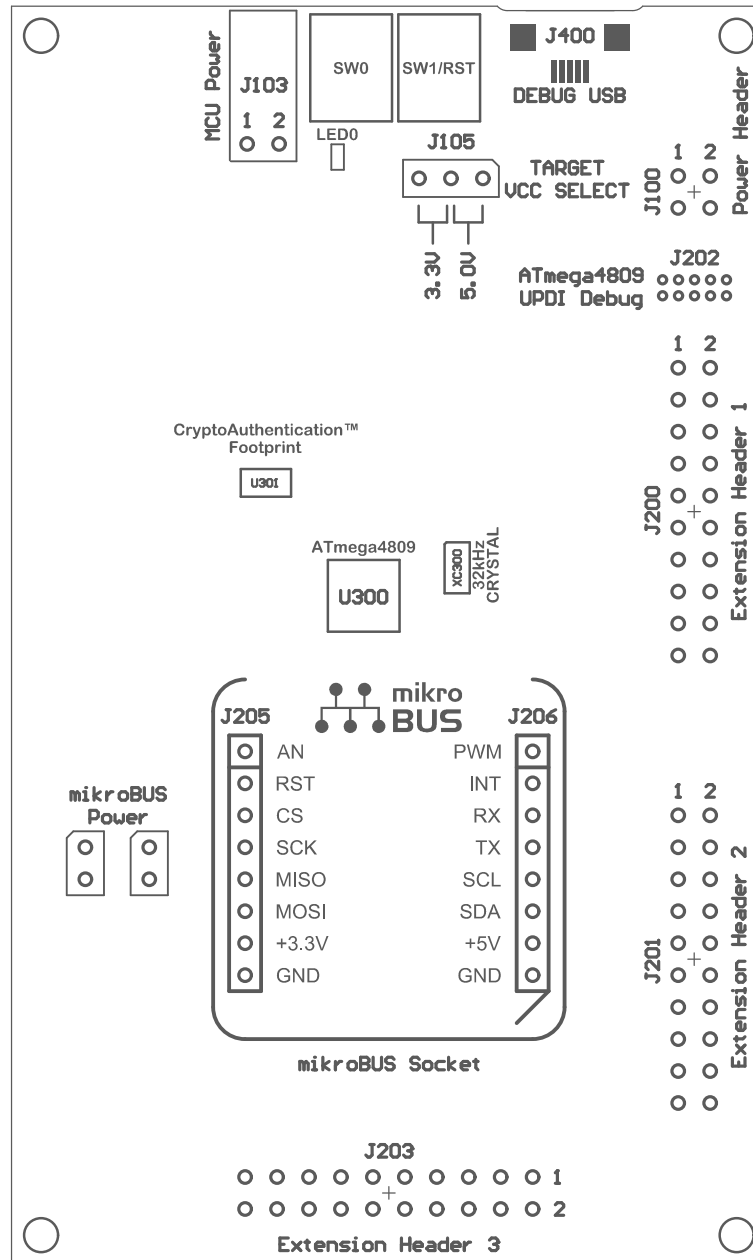 MCU Power
J103
1 2
SW0
SW1/RST
J400
DEBUG USB
LED0
J105
TARGET
VCC SELECT
3.3V
5.0V
1 2
J100
Power Header
J202
ATmega4809
UPDI Debug
1 2
J200
Extension Header 1
CryptoAuthentication™
Footprint
U301
ATmega4809
U300
XC300
32kHz
CRYSTAL
mikro
BUS
J205
J206
AN
PWM
RST
INT
CS
RX
SCK
TX
MISO
SCL
MOSI
SDA
+3.3V
+5V
GND
GND
mikroBUS
Power
mikroBUS Socket
1 2
J201
Extension Header 2
J203
1
2
Extension Header 3